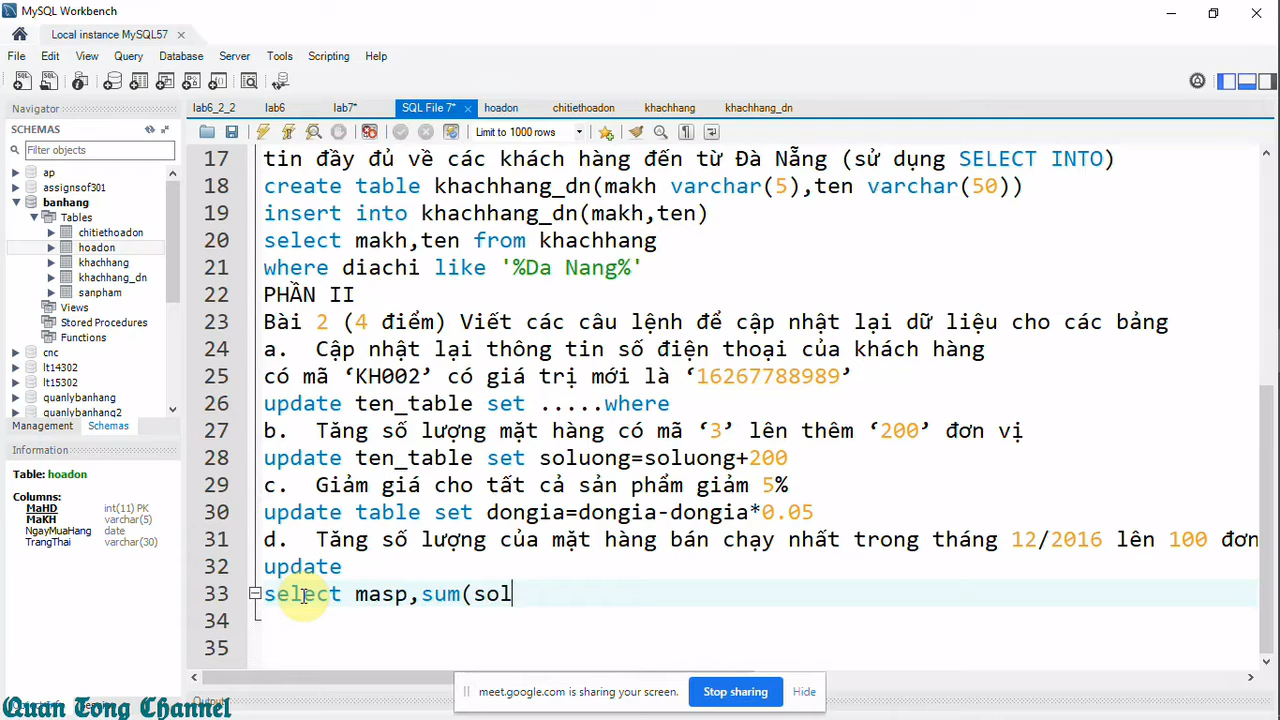 MySQL Workbench
Local instance MySQL57
File Edit View Query Database Server Tools Scripting Help
Navigator
SCHEMAS
Filter objects
ap
assignsof301
banhang
Tables
chitiethoadon
hoadon
khachhang
khachhang_dn
sanpham
Views
Stored Procedures
Functions
cnc
lt14302
lt15302
quanlybanhang
quanlybanhang2
Management Schemas
Information
Table: hoadon
Columns:
MaHD int(11) PK
MaKH varchar(5)
NgayMuaHang date
TrangThai varchar(30)
lab6_2_2 lab6 lab7* SQL File 7* hoadon chitiethoadon khachhang khachhang_dn
Limit to 1000 rows
17 tin đầy đủ về các khách hàng đến từ Đà Nẵng (sử dụng SELECT INTO)
18 create table khachhang_dn(makh varchar(5),ten varchar(50))
19 insert into khachhang_dn(makh,ten)
20 select makh,ten from khachhang
21 where diachi like '%Da Nang%'
22 PHẦN II
23 Bài 2 (4 điểm) Viết các câu lệnh để cập nhật lại dữ liệu cho các bảng
24 a. Cập nhật lại thông tin số điện thoại của khách hàng
25 có mã ‘KH002’ có giá trị mới là ‘16267788989’
26 update ten_table set .....where
27 b. Tăng số lượng mặt hàng có mã ‘3’ lên thêm ‘200’ đơn vị
28 update ten_table set soluong=soluong+200
29 c. Giảm giá cho tất cả sản phẩm giảm 5%
30 update table set dongia=dongia-dongia*0.05
31 d. Tăng số lượng của mặt hàng bán chạy nhất trong tháng 12/2016 lên 100 đơn
32 update
33 select masp,sum(sol
34
35
meet.google.com is sharing your screen. Stop sharing Hide
Quan Tong Channel